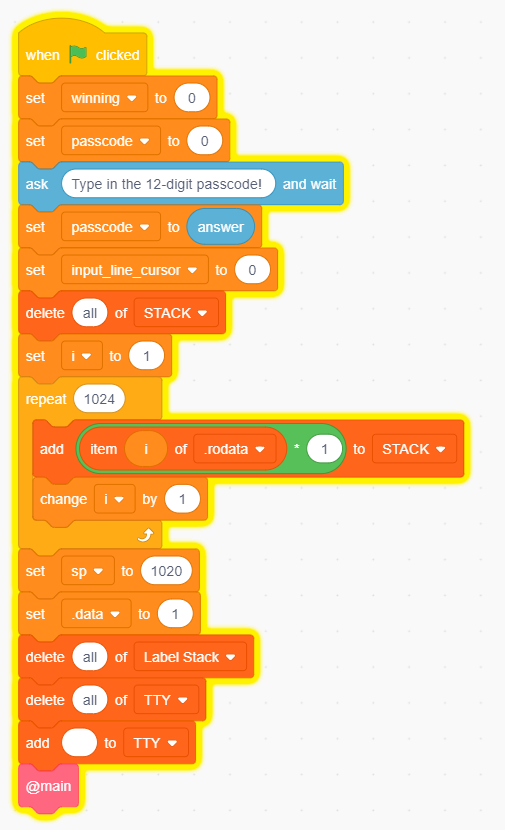 when clicked
set winning to 0
set passcode to 0
ask Type in the 12-digit passcode! and wait
set passcode to answer
set input_line_cursor to 0
delete all of STACK
set i to 1
repeat 1024
add item i of .rodata * 1 to STACK
change i by 1
set sp to 1020
set .data to 1
delete all of Label Stack
delete all of TTY
add to TTY
@main